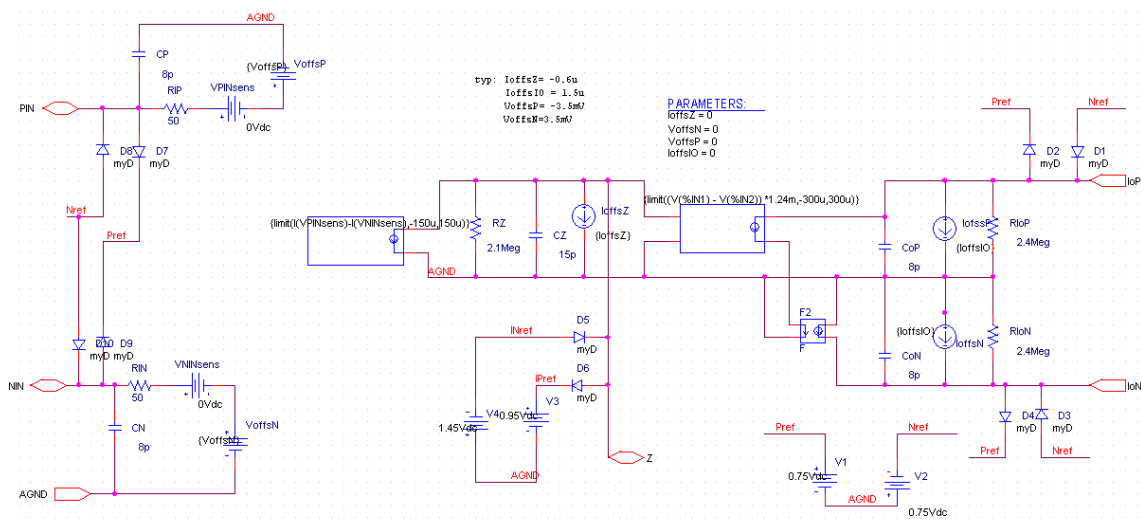 AGND
CP
8p
{VoffsP}
VoffsP
RIP
VPINsens
PIN
50
0Vdc
D8
myD
D7
myD
Nref
Pref
typ: IoffsZ= -0.6u
IoffsIO = 1.5u
VoffsP= -3.5mV
VoffsN=3.5mV
PARAMETERS:
IoffsZ = 0
VoffsN = 0
VoffsP = 0
IoffsIO = 0
Pref
Nref
D2
myD
D1
myD
IoP
{limit(I(VPINsens)-I(VNINsens),-150u,150u)}
RZ
2.1Meg
CZ
15p
IoffsZ
{IoffsZ}
{limit((V(%IN1) - V(%IN2)) *1.24m,-300u,300u)}
AGND
CoP
8p
IofssP
{IoffsIO}
RIoP
2.4Meg
F2
F
CoN
8p
{IoffsIO}
IoffsN
RIoN
2.4Meg
IoN
D10
myD
D9
myD
RIN
VNINsens
NIN
50
0Vdc
CN
8p
{VoffsN}
VoffsN
AGND
INref
D5
myD
IPref
D6
myD
V4
1.45Vdc
0.95Vdc
V3
AGND
Z
D4
myD
D3
myD
Pref
Nref
Pref
Nref
V1
0.75Vdc
V2
AGND
0.75Vdc